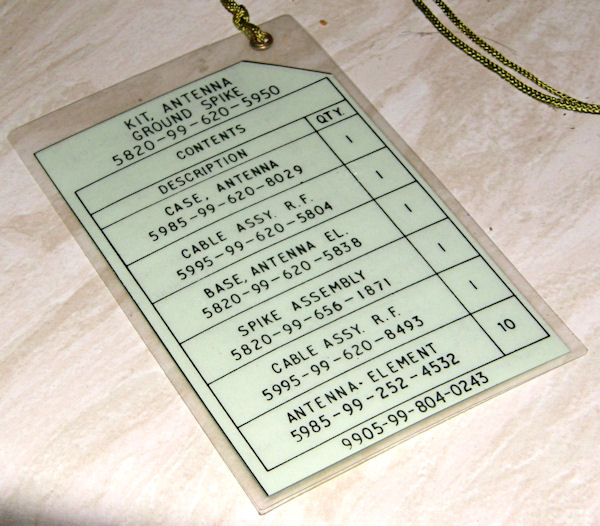 KIT, ANTENNA
GROUND SPIKE
5820-99-620-5950
CONTENTS
DESCRIPTION QTY.
CASE, ANTENNA 1
5985-99-620-8029
CABLE ASSY. R.F. 1
5995-99-620-5804
BASE, ANTENNA EL. 1
5820-99-620-5838
SPIKE ASSEMBLY 1
5820-99-656-1871
CABLE ASSY. R.F. 1
5995-99-620-8493
ANTENNA-ELEMENT 10
5985-99-252-4532
9905-99-804-0243